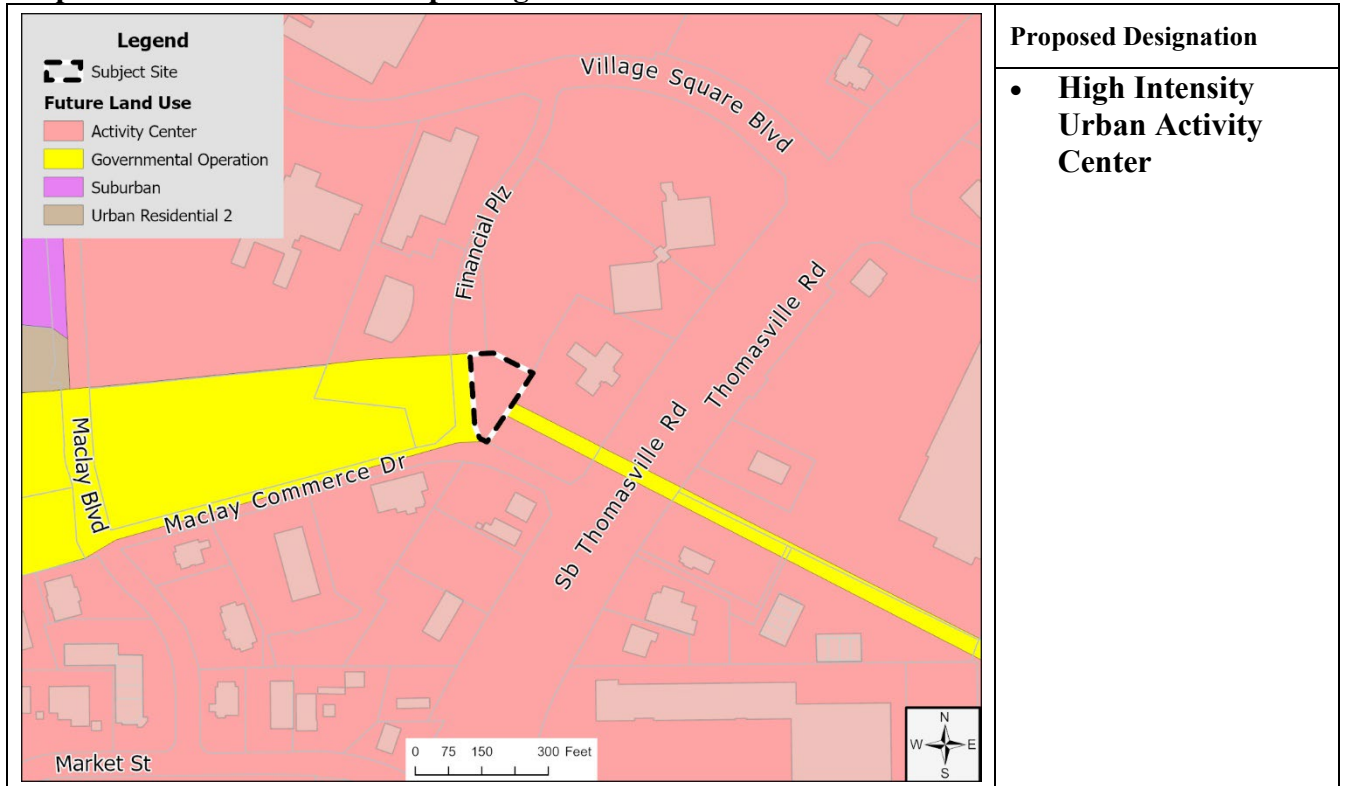 Legend
Subject Site
Future Land Use
Activity Center
Governmental Operation
Suburban
Urban Residential 2
Village Square Blvd
Financial Plz
Thomasville Rd
Sb Thomasville Rd
Maclay Blvd
Maclay Commerce Dr
Market St
0 75 150 300 Feet
N
W E
S
Proposed Designation
• High Intensity
Urban Activity
Center